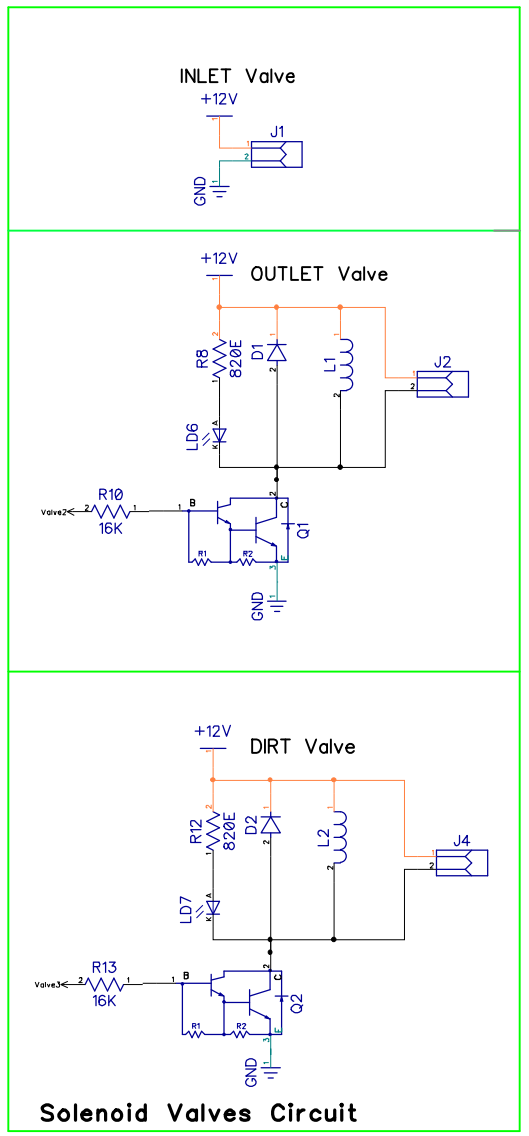 INLET Valve
+12V
J1
1
1
2
GND
1
+12V
OUTLET Valve
1
2
R8
820E
1
1
D1
2
1
L1
2
J2
1
2
LD6
A
K
Valve2
2
R10
1
16K
1
B
2
C
Q1
R1
R2
E
3
1
GND
+12V
DIRT Valve
1
2
R12
820E
1
1
D2
2
1
L2
2
J4
1
2
LD7
A
K
Valve3
2
R13
1
16K
1
B
2
C
Q2
R1
R2
E
3
1
GND
Solenoid Valves Circuit